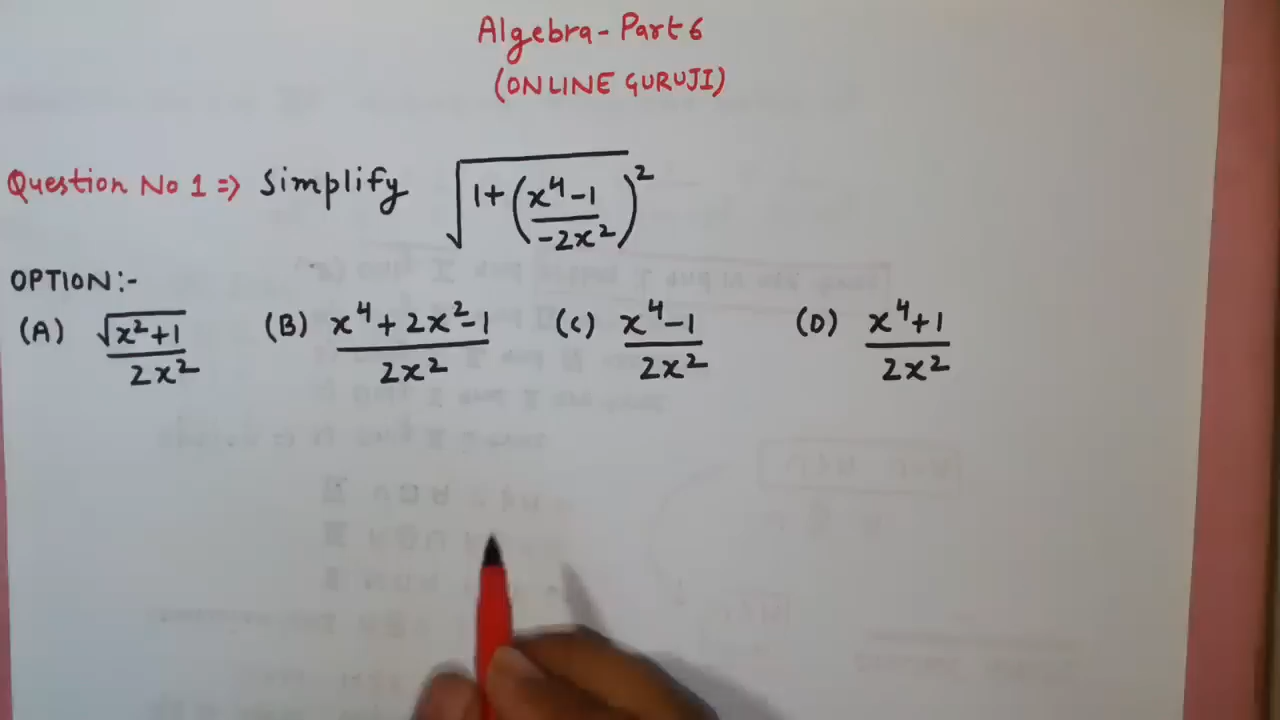 Algebra - Part 6
(ONLINE GURUJI)
Question No 1 => Simplify √(1+((x⁴-1)/(-2x²))²)
OPTION:-
(A) √(x²+1)/2x² (B) (x⁴+2x²-1)/2x² (C) (x⁴-1)/2x² (D) (x⁴+1)/2x²